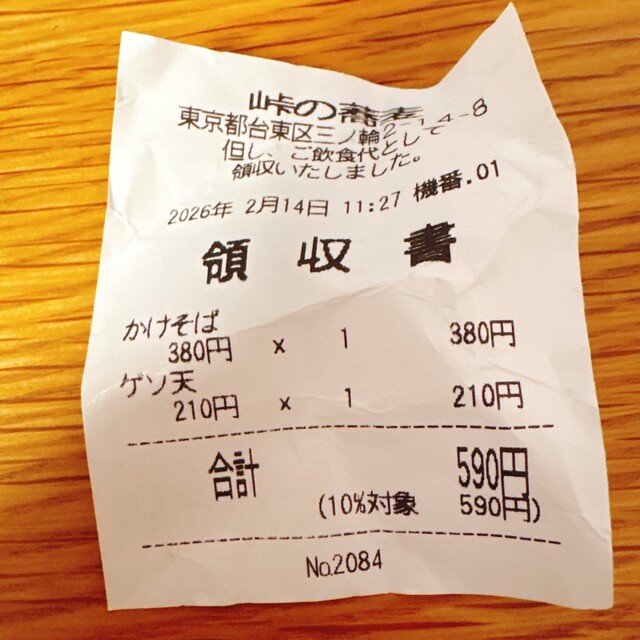 峠の蕎麦
東京都台東区三ノ輪2-14-8
但し、ご飲食代として
領収いたしました。
2026年 2月14日 11:27 機番.01
領 収 書
かけそば
380円 x 1 380円
ゲソ天
210円 x 1 210円
合計 590円
(10%対象 590円)
No.2084